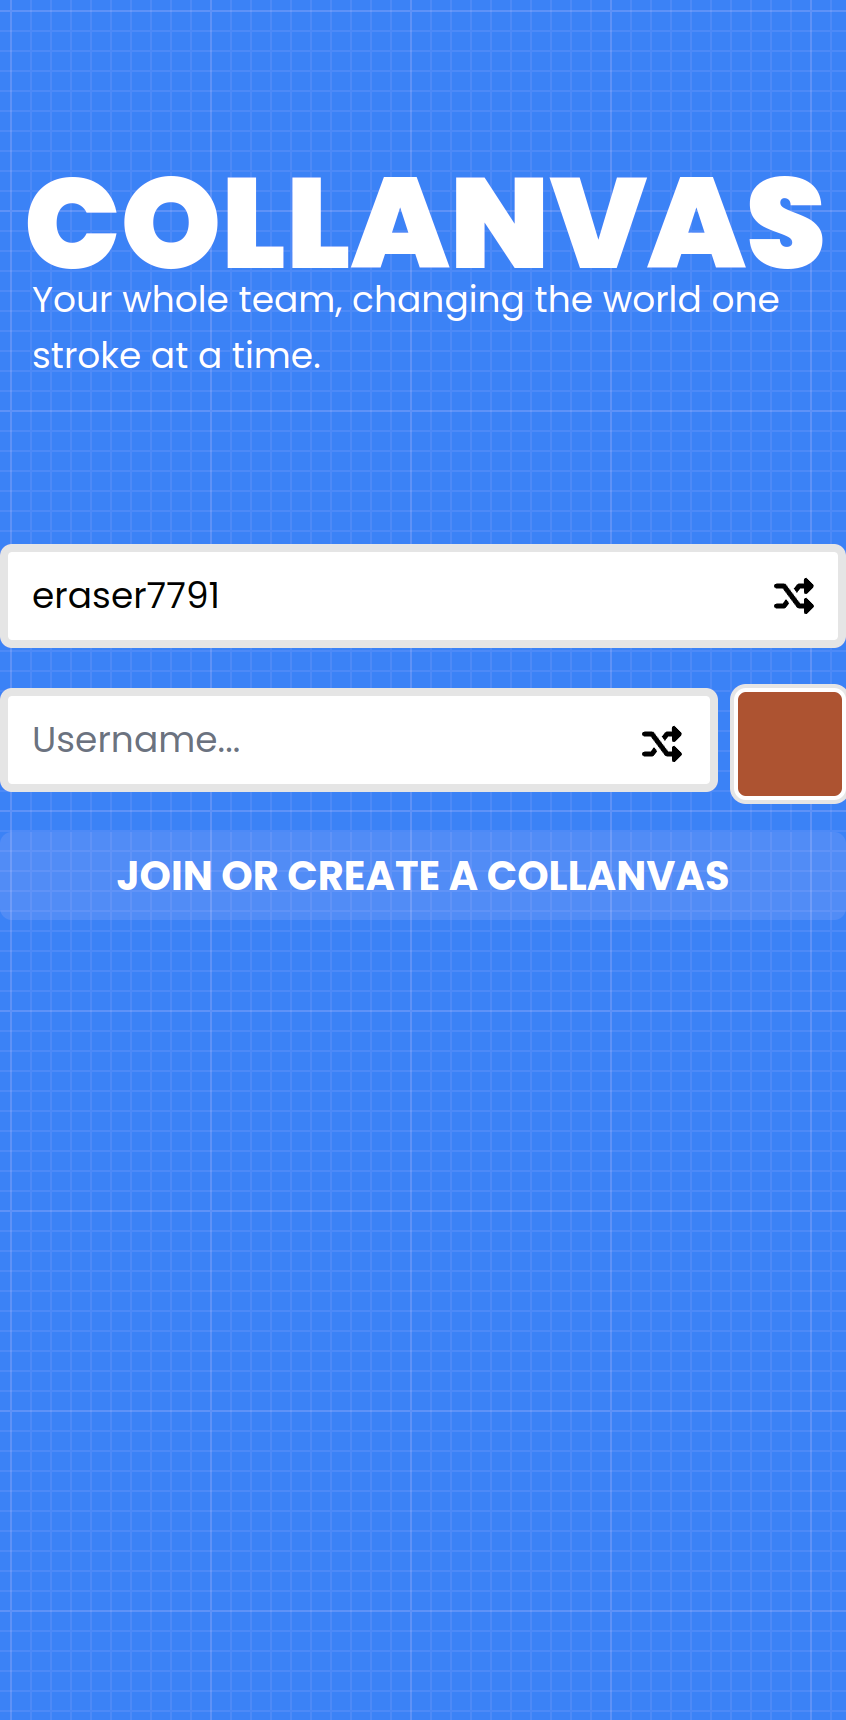 COLLANVAS
Your whole team, changing the world one
stroke at a time.
eraser7791
Username...
JOIN OR CREATE A COLLANVAS